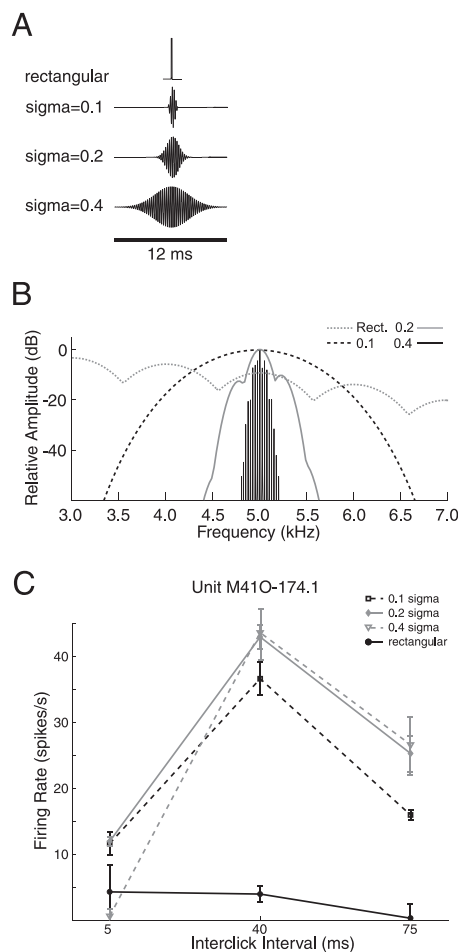 A
rectangular
sigma=0.1
sigma=0.2
sigma=0.4
12 ms
B
Relative Amplitude (dB)
0
-20
-40
Rect. 0.2
0.1 0.4
3.0 3.5 4.0 4.5 5.0 5.5 6.0 6.5 7.0
Frequency (kHz)
C
Unit M41O-174.1
0.1 sigma
0.2 sigma
0.4 sigma
rectangular
Firing Rate (spikes/s)
40
30
20
10
5 40 75
Interclick Interval (ms)